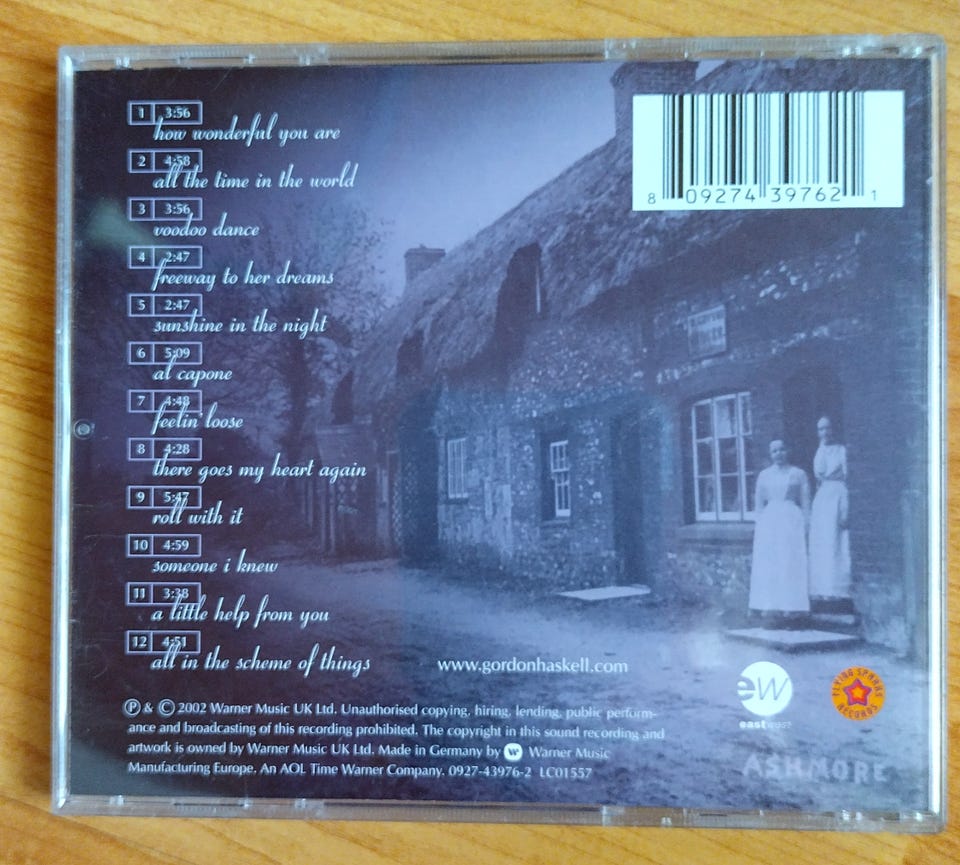 1 3:56
how wonderful you are
2 4:58
all the time in the world
3 3:56
voodoo dance
4 2:47
freeway to her dreams
5 2:47
sunshine in the night
6 5:09
al capone
7 4:48
feelin' loose
8 4:28
there goes my heart again
9 5:47
roll with it
10 4:59
someone i knew
11 3:38
a little help from you
12 4:51
all in the scheme of things
8 09274 39762 1
www.gordonhaskell.com
ew
eastwest
FLYING SPARKS RECORDS
ASHMORE
℗ & © 2002 Warner Music UK Ltd. Unauthorised copying, hiring, lending, public perform-
ance and broadcasting of this recording prohibited. The copyright in this sound recording and
artwork is owned by Warner Music UK Ltd. Made in Germany by Warner Music
Manufacturing Europe. An AOL Time Warner Company. 0927-43976-2 LC01557